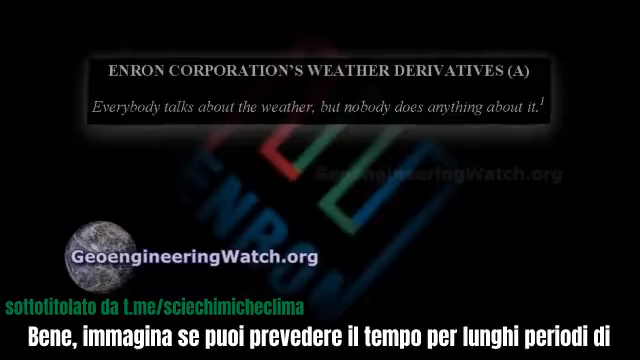 ENRON CORPORATION'S WEATHER DERIVATIVES (A)
Everybody talks about the weather, but nobody does anything about it.1
GeoengineeringWatch.org
ENRON
GeoengineeringWatch.org
sottotitolato da t.me/sciechimicheclima
Bene, immagina se puoi prevedere il tempo per lunghi periodi di